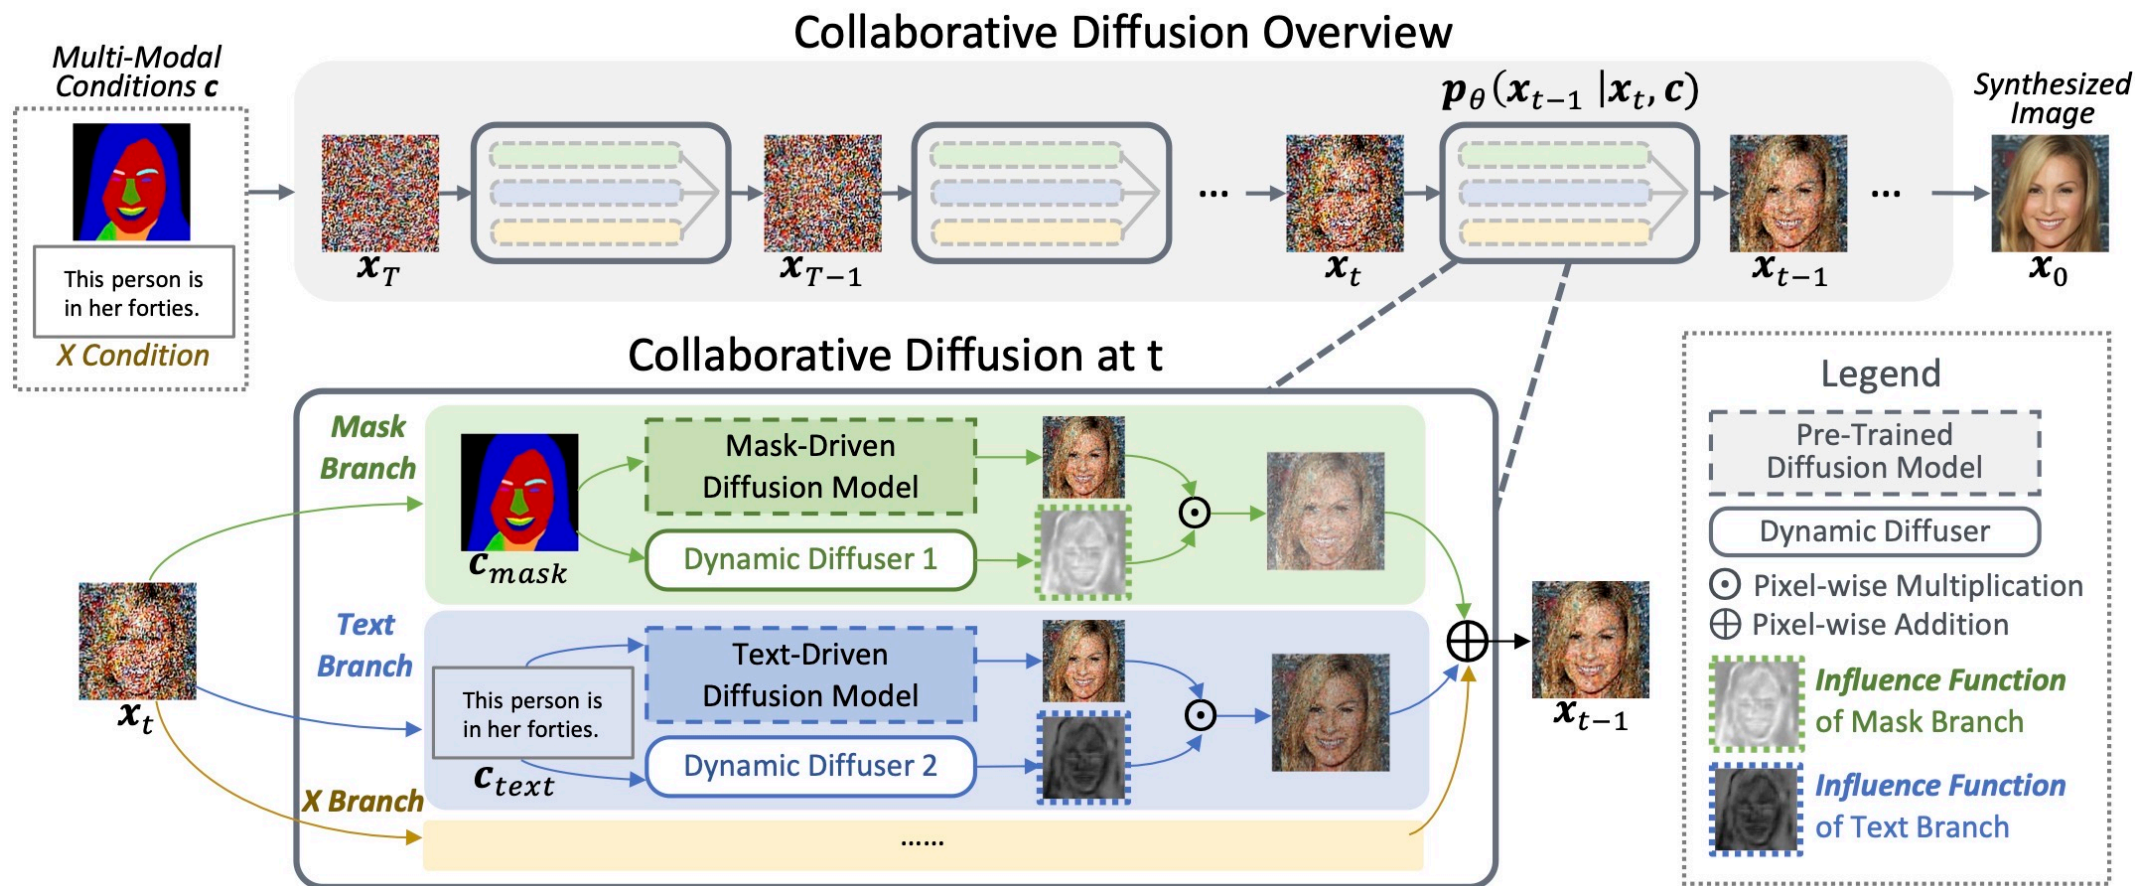 Collaborative Diffusion Overview
Multi-Modal
Conditions c
This person is
in her forties.
X Condition
x_T
x_{T-1}
...
x_t
p_θ(x_{t-1} | x_t, c)
x_{t-1}
...
Synthesized
Image
x_0
Collaborative Diffusion at t
Mask
Branch
c_{mask}
Mask-Driven
Diffusion Model
Dynamic Diffuser 1
Text
Branch
This person is
in her forties.
c_{text}
Text-Driven
Diffusion Model
Dynamic Diffuser 2
X Branch
......
x_t
x_{t-1}
Legend
Pre-Trained
Diffusion Model
Dynamic Diffuser
⊙ Pixel-wise Multiplication
⊕ Pixel-wise Addition
Influence Function
of Mask Branch
Influence Function
of Text Branch